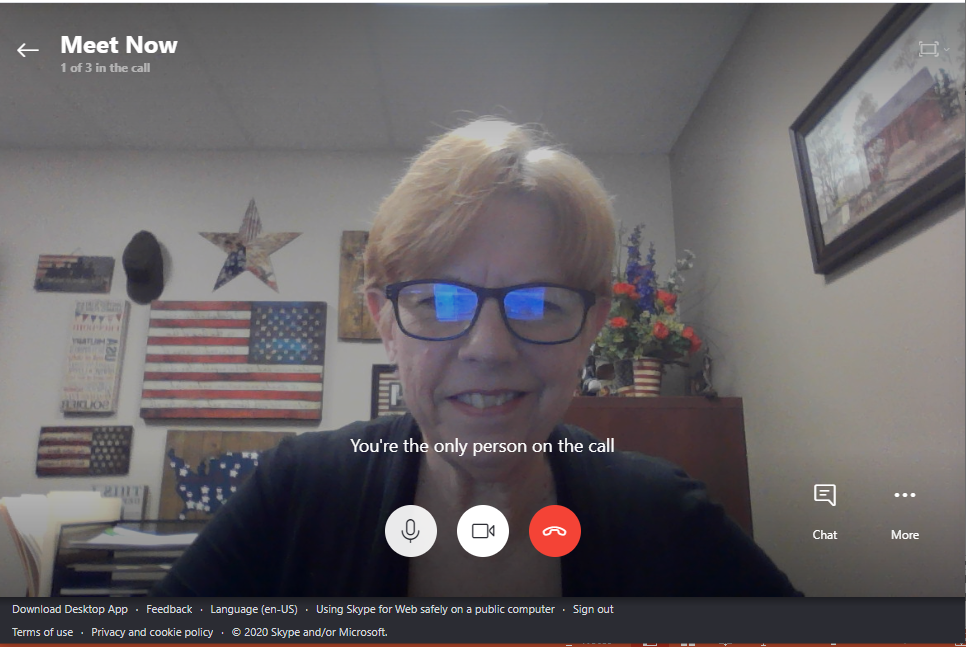 Meet Now
1 of 3 in the call
You're the only person on the call
Chat
More
Download Desktop App · Feedback · Language (en-US) · Using Skype for Web safely on a public computer · Sign out
Terms of use · Privacy and cookie policy · © 2020 Skype and/or Microsoft.